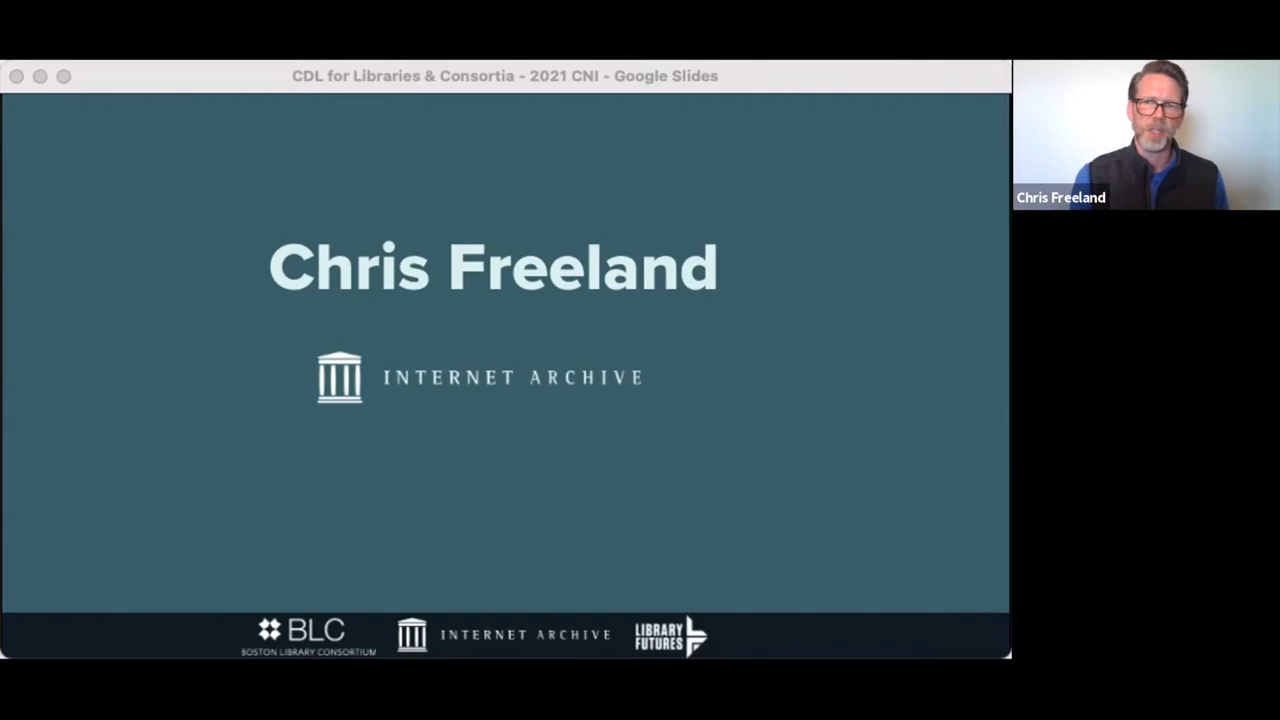 CDL for Libraries & Consortia - 2021 CNI - Google Slides
Chris Freeland
Chris Freeland
INTERNET ARCHIVE
BLC
BOSTON LIBRARY CONSORTIUM
INTERNET ARCHIVE
LIBRARY
FUTURES